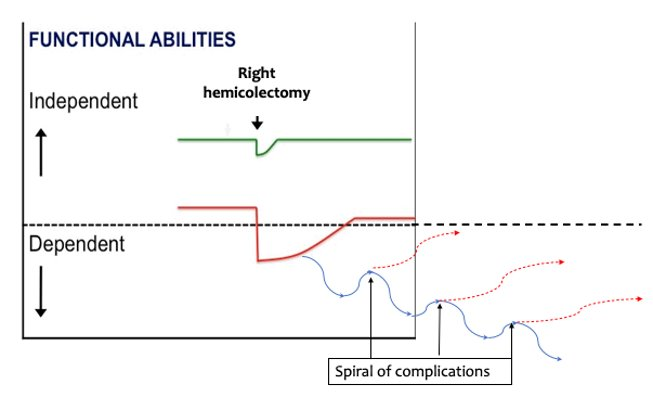 FUNCTIONAL ABILITIES
Right
hemicolectomy
Independent
Dependent
Spiral of complications